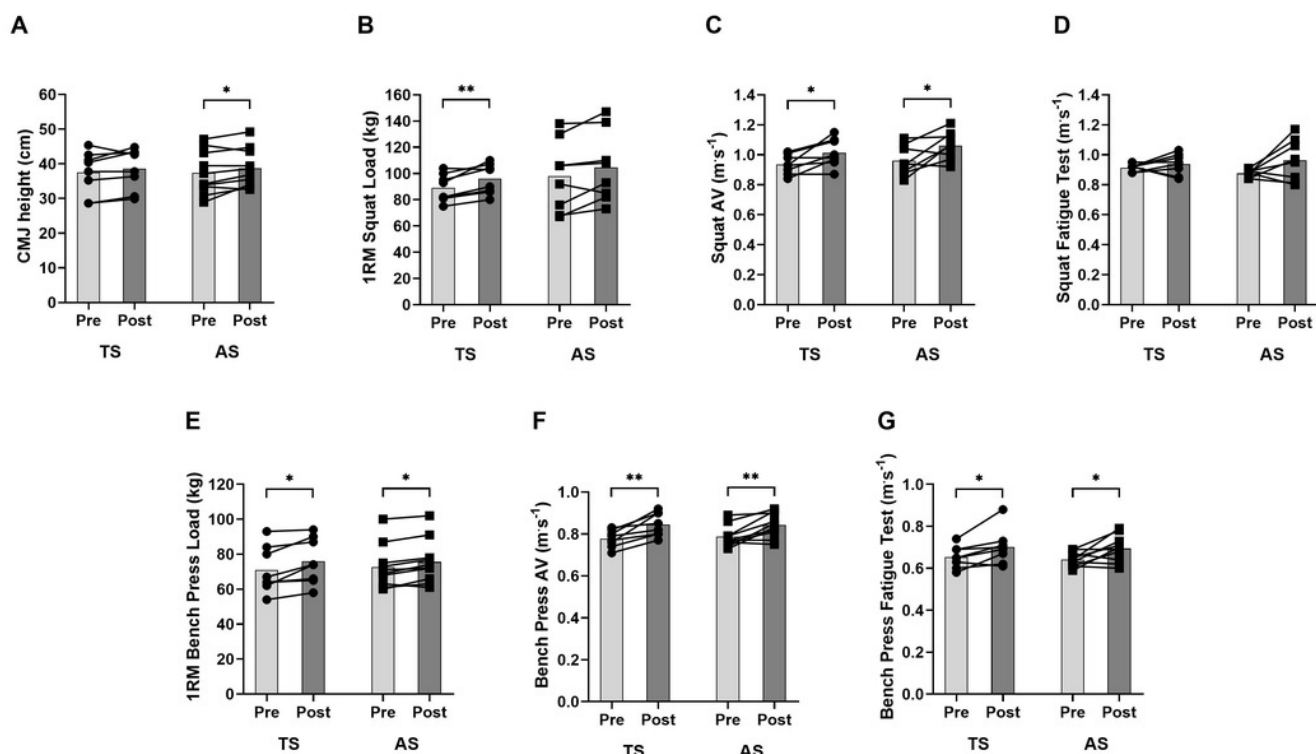 A
CMJ height (cm)
60
50
40
30
20
10
0
*
Pre Post Pre Post
TS AS
B
1RM Squat Load (kg)
160
140
120
100
80
60
40
20
0
**
Pre Post Pre Post
TS AS
C
Squat AV (m·s⁻¹)
1.4
1.2
1.0
0.8
0.6
0.4
0.2
0.0
* *
Pre Post Pre Post
TS AS
D
Squat Fatigue Test (m·s⁻¹)
1.4
1.2
1.0
0.8
0.6
0.4
0.2
0.0
Pre Post Pre Post
TS AS
E
1RM Bench Press Load (kg)
120
100
80
60
40
20
0
* *
Pre Post Pre Post
TS AS
F
Bench Press AV (m·s⁻¹)
1.0
0.8
0.6
0.4
0.2
0.0
** **
Pre Post Pre Post
TS AS
G
Bench Press Fatigue Test (m·s⁻¹)
1.0
0.8
0.6
0.4
0.2
0.0
* *
Pre Post Pre Post
TS AS